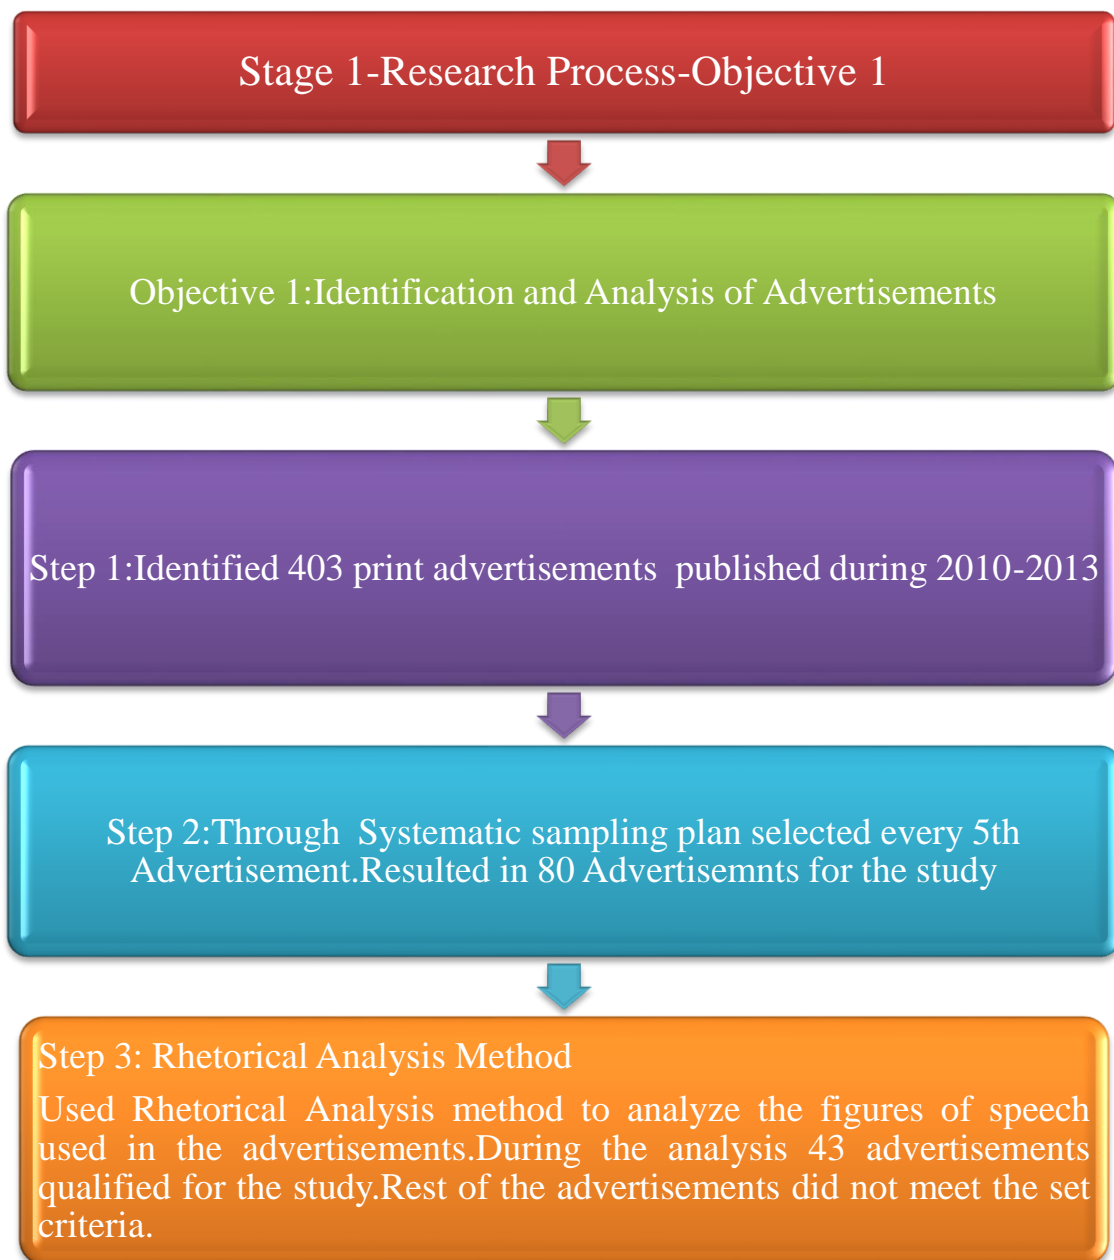 Stage 1-Research Process-Objective 1
Objective 1:Identification and Analysis of Advertisements
Step 1:Identified 403 print advertisements  published during 2010-2013
Step 2:Through  Systematic sampling plan selected every 5th
Advertisement.Resulted in 80 Advertisemnts for the study
Step 3: Rhetorical Analysis Method
Used Rhetorical Analysis method to analyze the figures of speech
used in the advertisements.During the analysis 43 advertisements
qualified for the study.Rest of the advertisements did not meet the set
criteria.